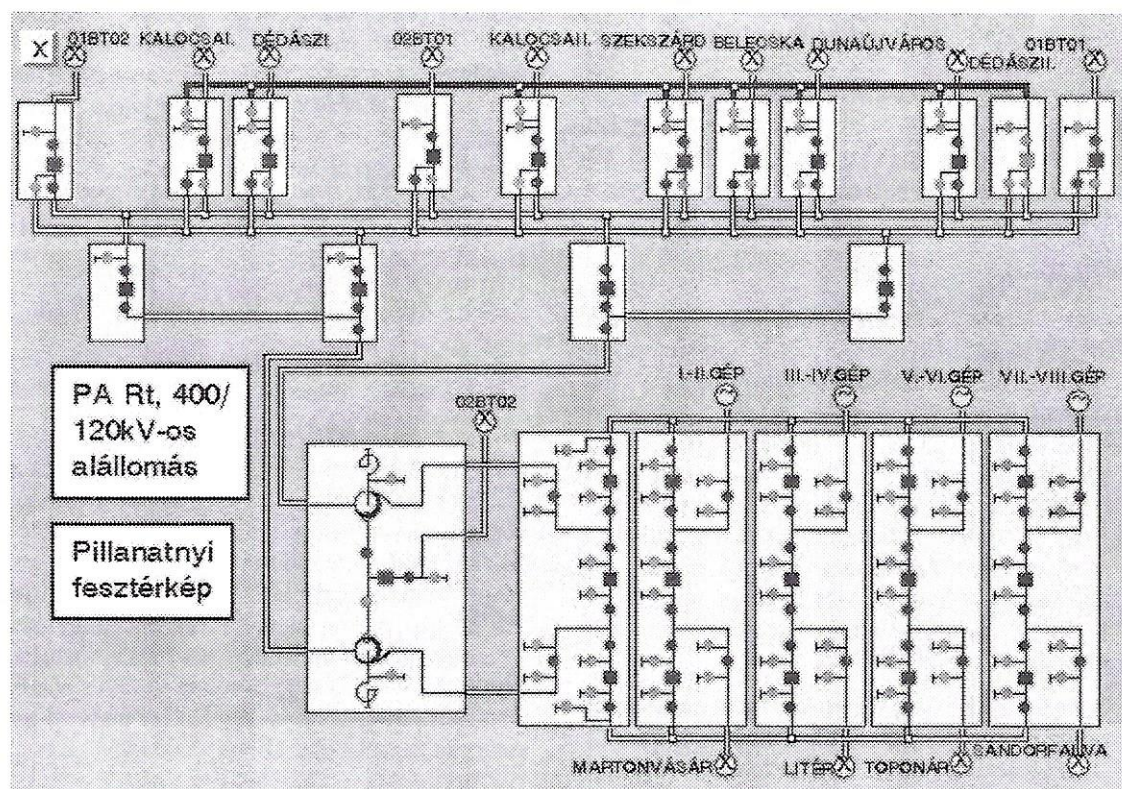 X
01BT02 KALOCSAI. DÉDÁSZI. 02BT01 KALOCSAII. SZEKSZÁRD BELECSKA DUNAÚJVÁROS 01BT01
DÉDÁSZII.
PA Rt, 400/
120kV-os
alállomás
Pillanatnyi
fesztérkép
02BT02
I.-II.GÉP III.-IV.GÉP V.-VI.GÉP VII.-VIII.GÉP
MARTONVÁSÁR LITÉR TOPONÁR SÁNDORFALVA